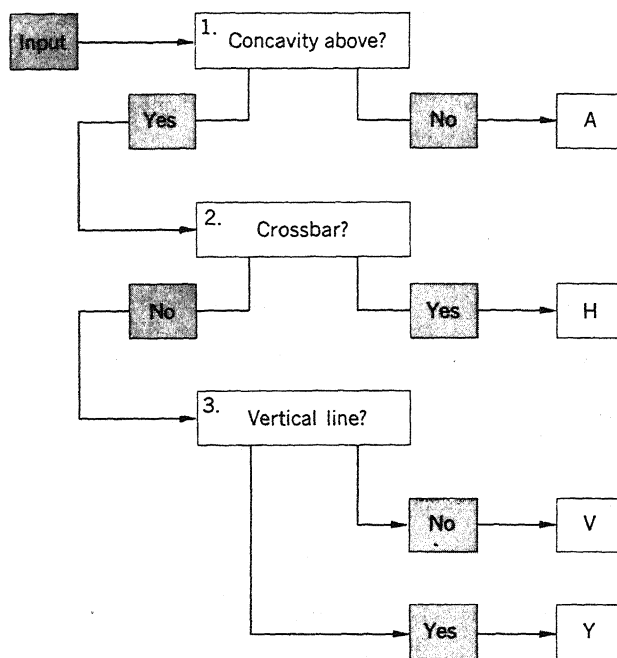 Input
1. Concavity above?
Yes
No
A
2. Crossbar?
No
Yes
H
3. Vertical line?
No
V
Yes
Y